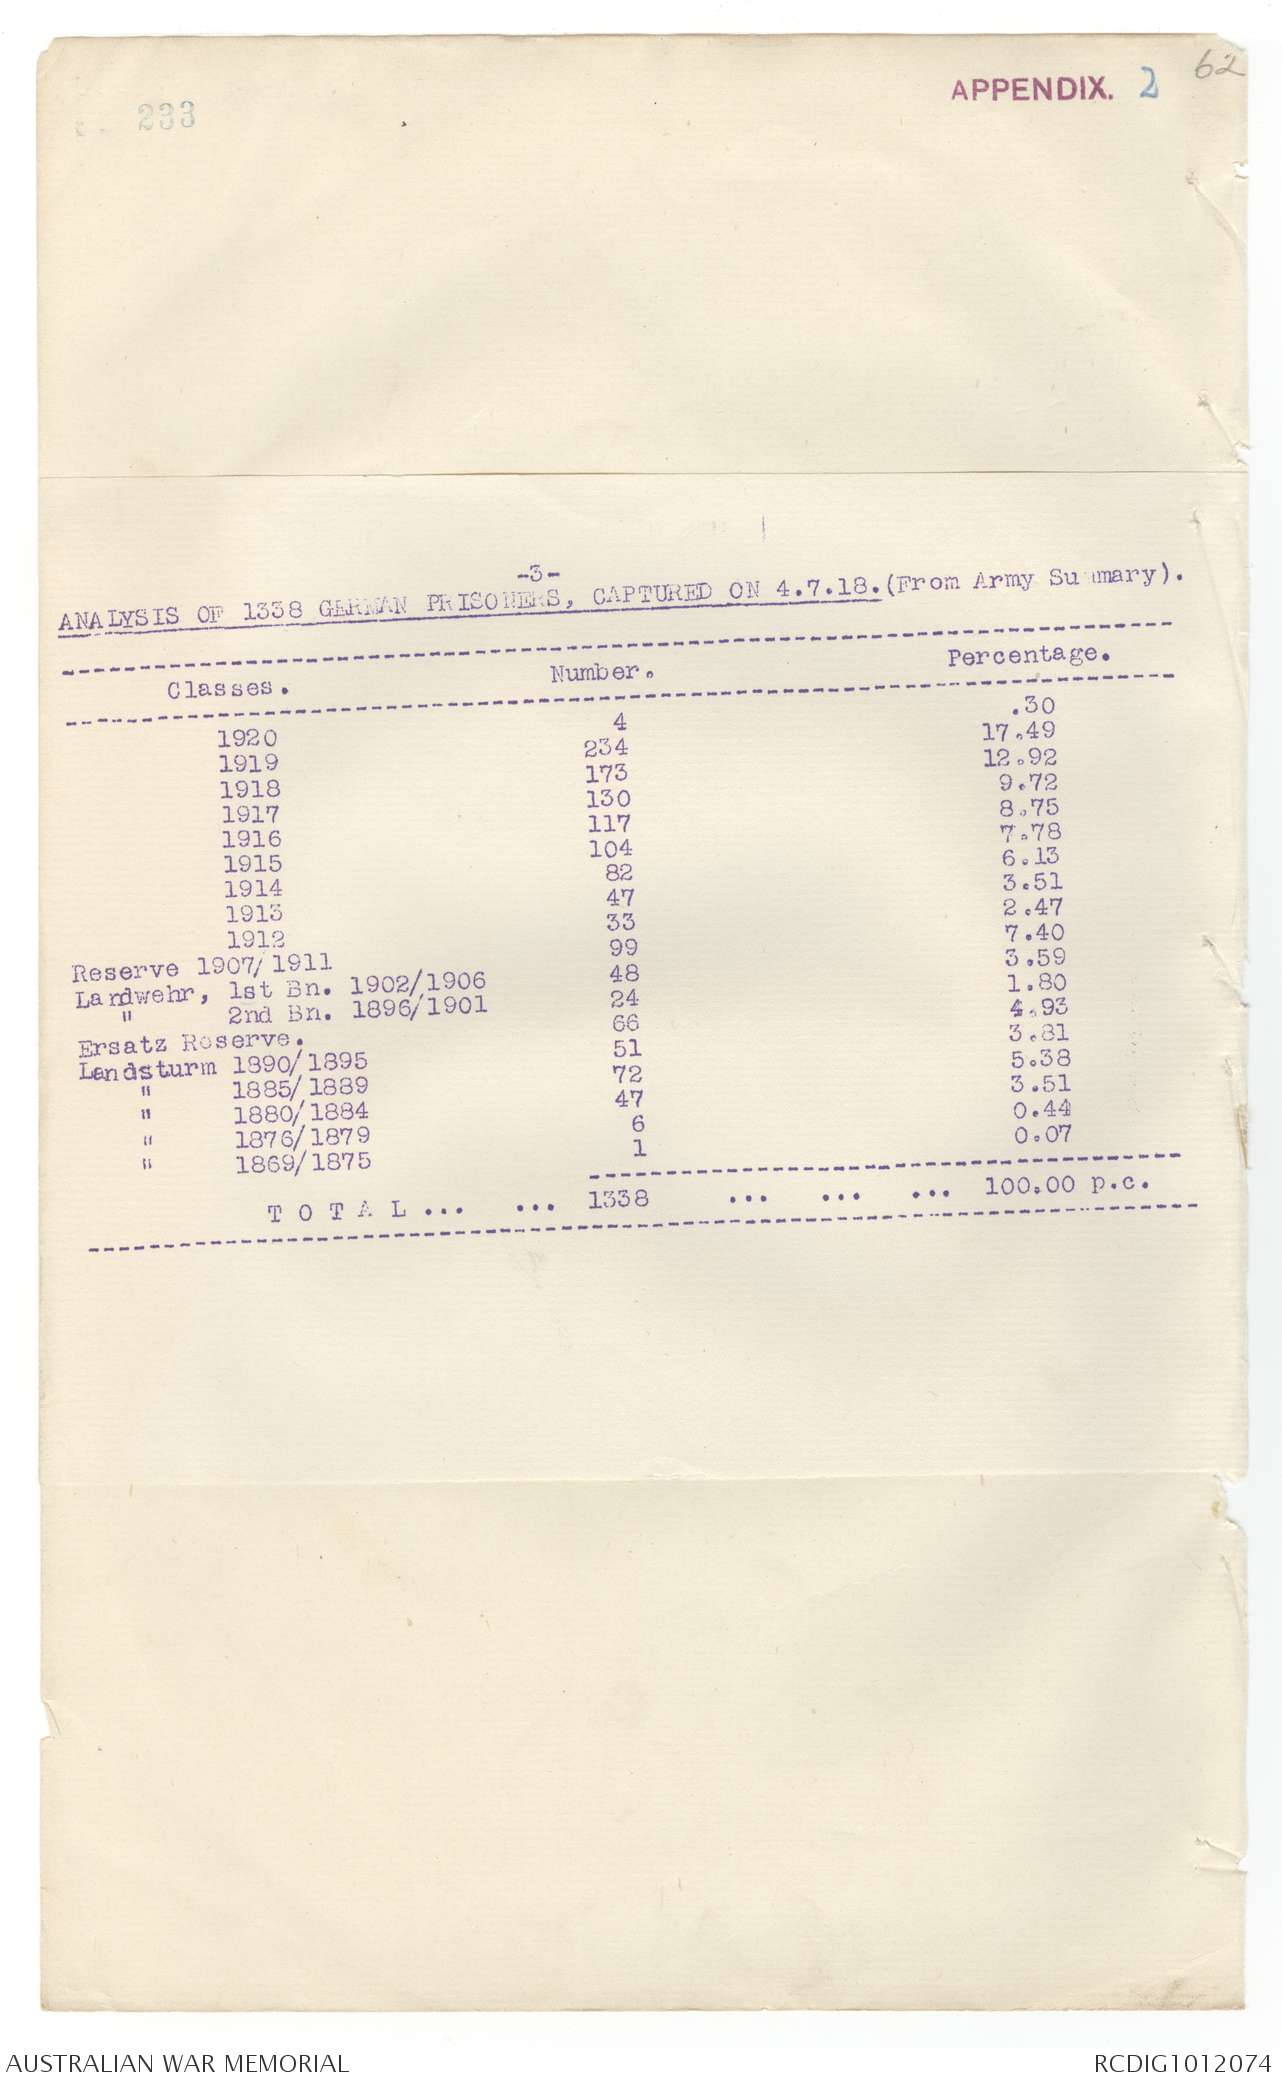 62
APPENDIX. 2
233
-3-
ANALYSIS OF 1338 GERMAN PRISONERS, CAPTURED ON 4.7.18.(From Army Summary).
Classes. Number. Percentage.
1920 4 .30
1919 234 17.49
1918 173 12.92
1917 130 9.72
1916 117 8.75
1915 104 7.78
1914 82 6.13
1913 47 3.51
1912 33 2.47
Reserve 1907/1911 99 7.40
Landwehr, 1st Bn. 1902/1906 48 3.59
" 2nd Bn. 1896/1901 24 1.80
Ersatz Reserve. 66 4.93
Landsturm 1890/1895 51 3.81
" 1885/1889 72 5.38
" 1880/1884 47 3.51
" 1876/1879 6 0.44
" 1869/1875 1 0.07
T O T A L ... ... 1338 ... ... ... 100.00 p.c.
AUSTRALIAN WAR MEMORIAL RCDIG1012074